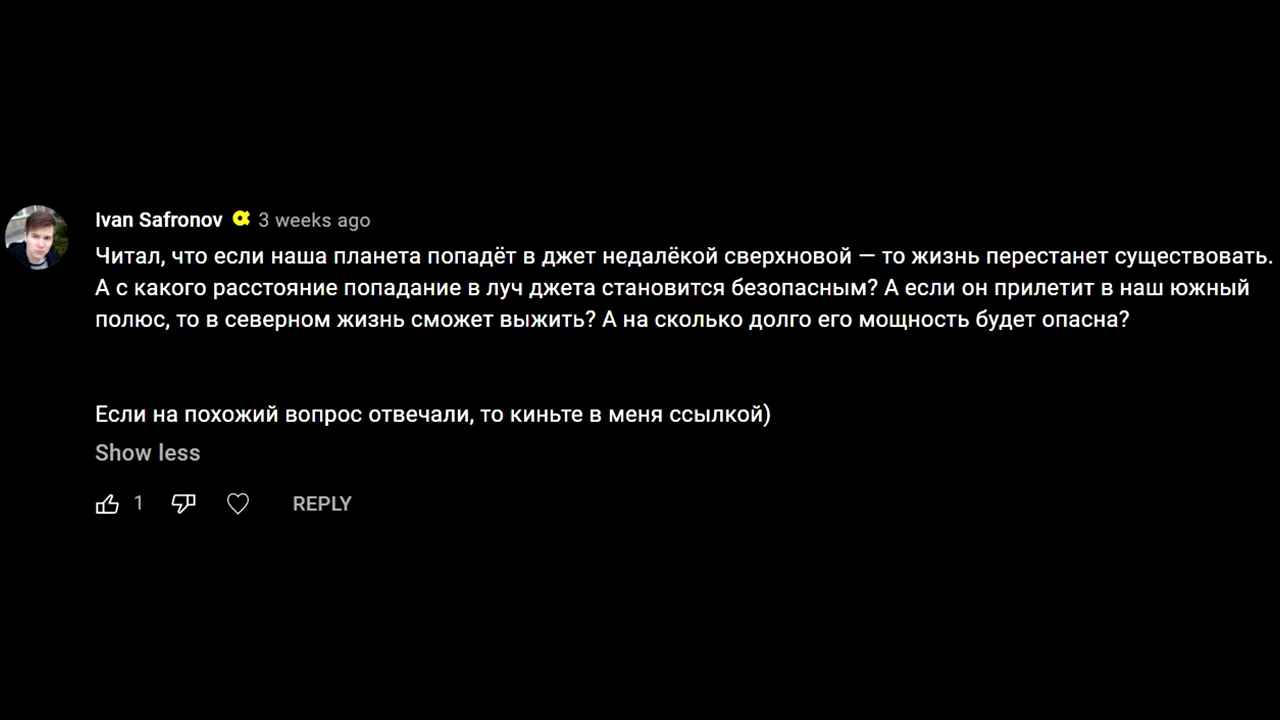 Ivan Safronov 3 weeks ago
Читал, что если наша планета попадёт в джет недалёкой сверхновой — то жизнь перестанет существовать.
А с какого расстояние попадание в луч джета становится безопасным? А если он прилетит в наш южный
полюс, то в северном жизнь сможет выжить? А на сколько долго его мощность будет опасна?
Если на похожий вопрос отвечали, то киньте в меня ссылкой)
Show less
1 REPLY